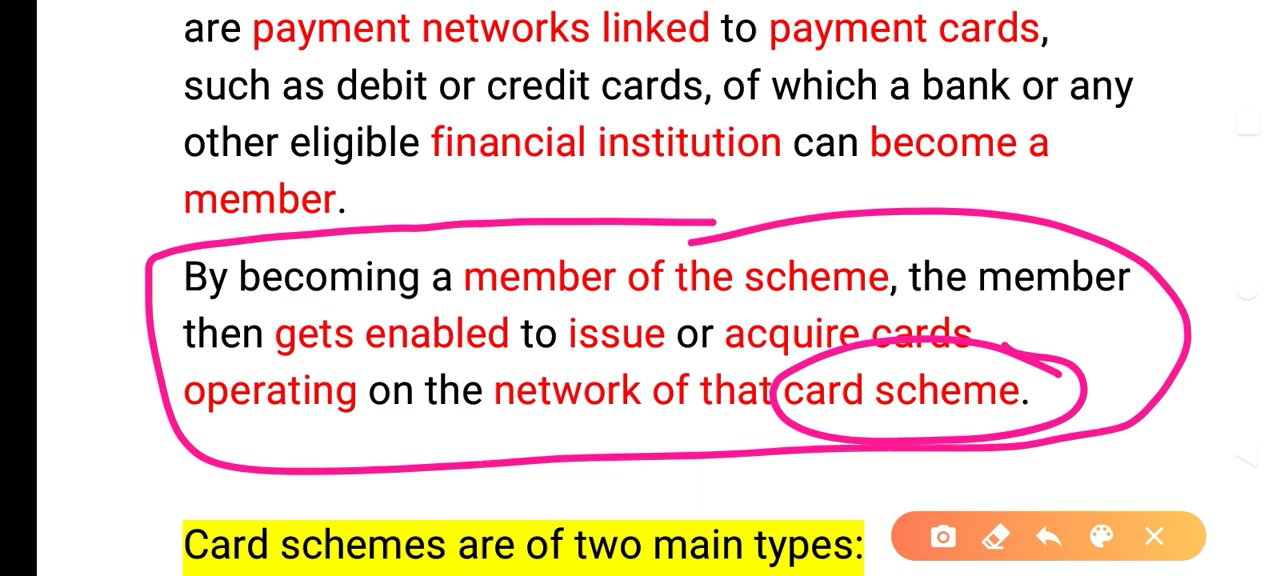 are payment networks linked to payment cards,
such as debit or credit cards, of which a bank or any
other eligible financial institution can become a
member.
By becoming a member of the scheme, the member
then gets enabled to issue or acquire cards
operating on the network of that card scheme.
Card schemes are of two main types: